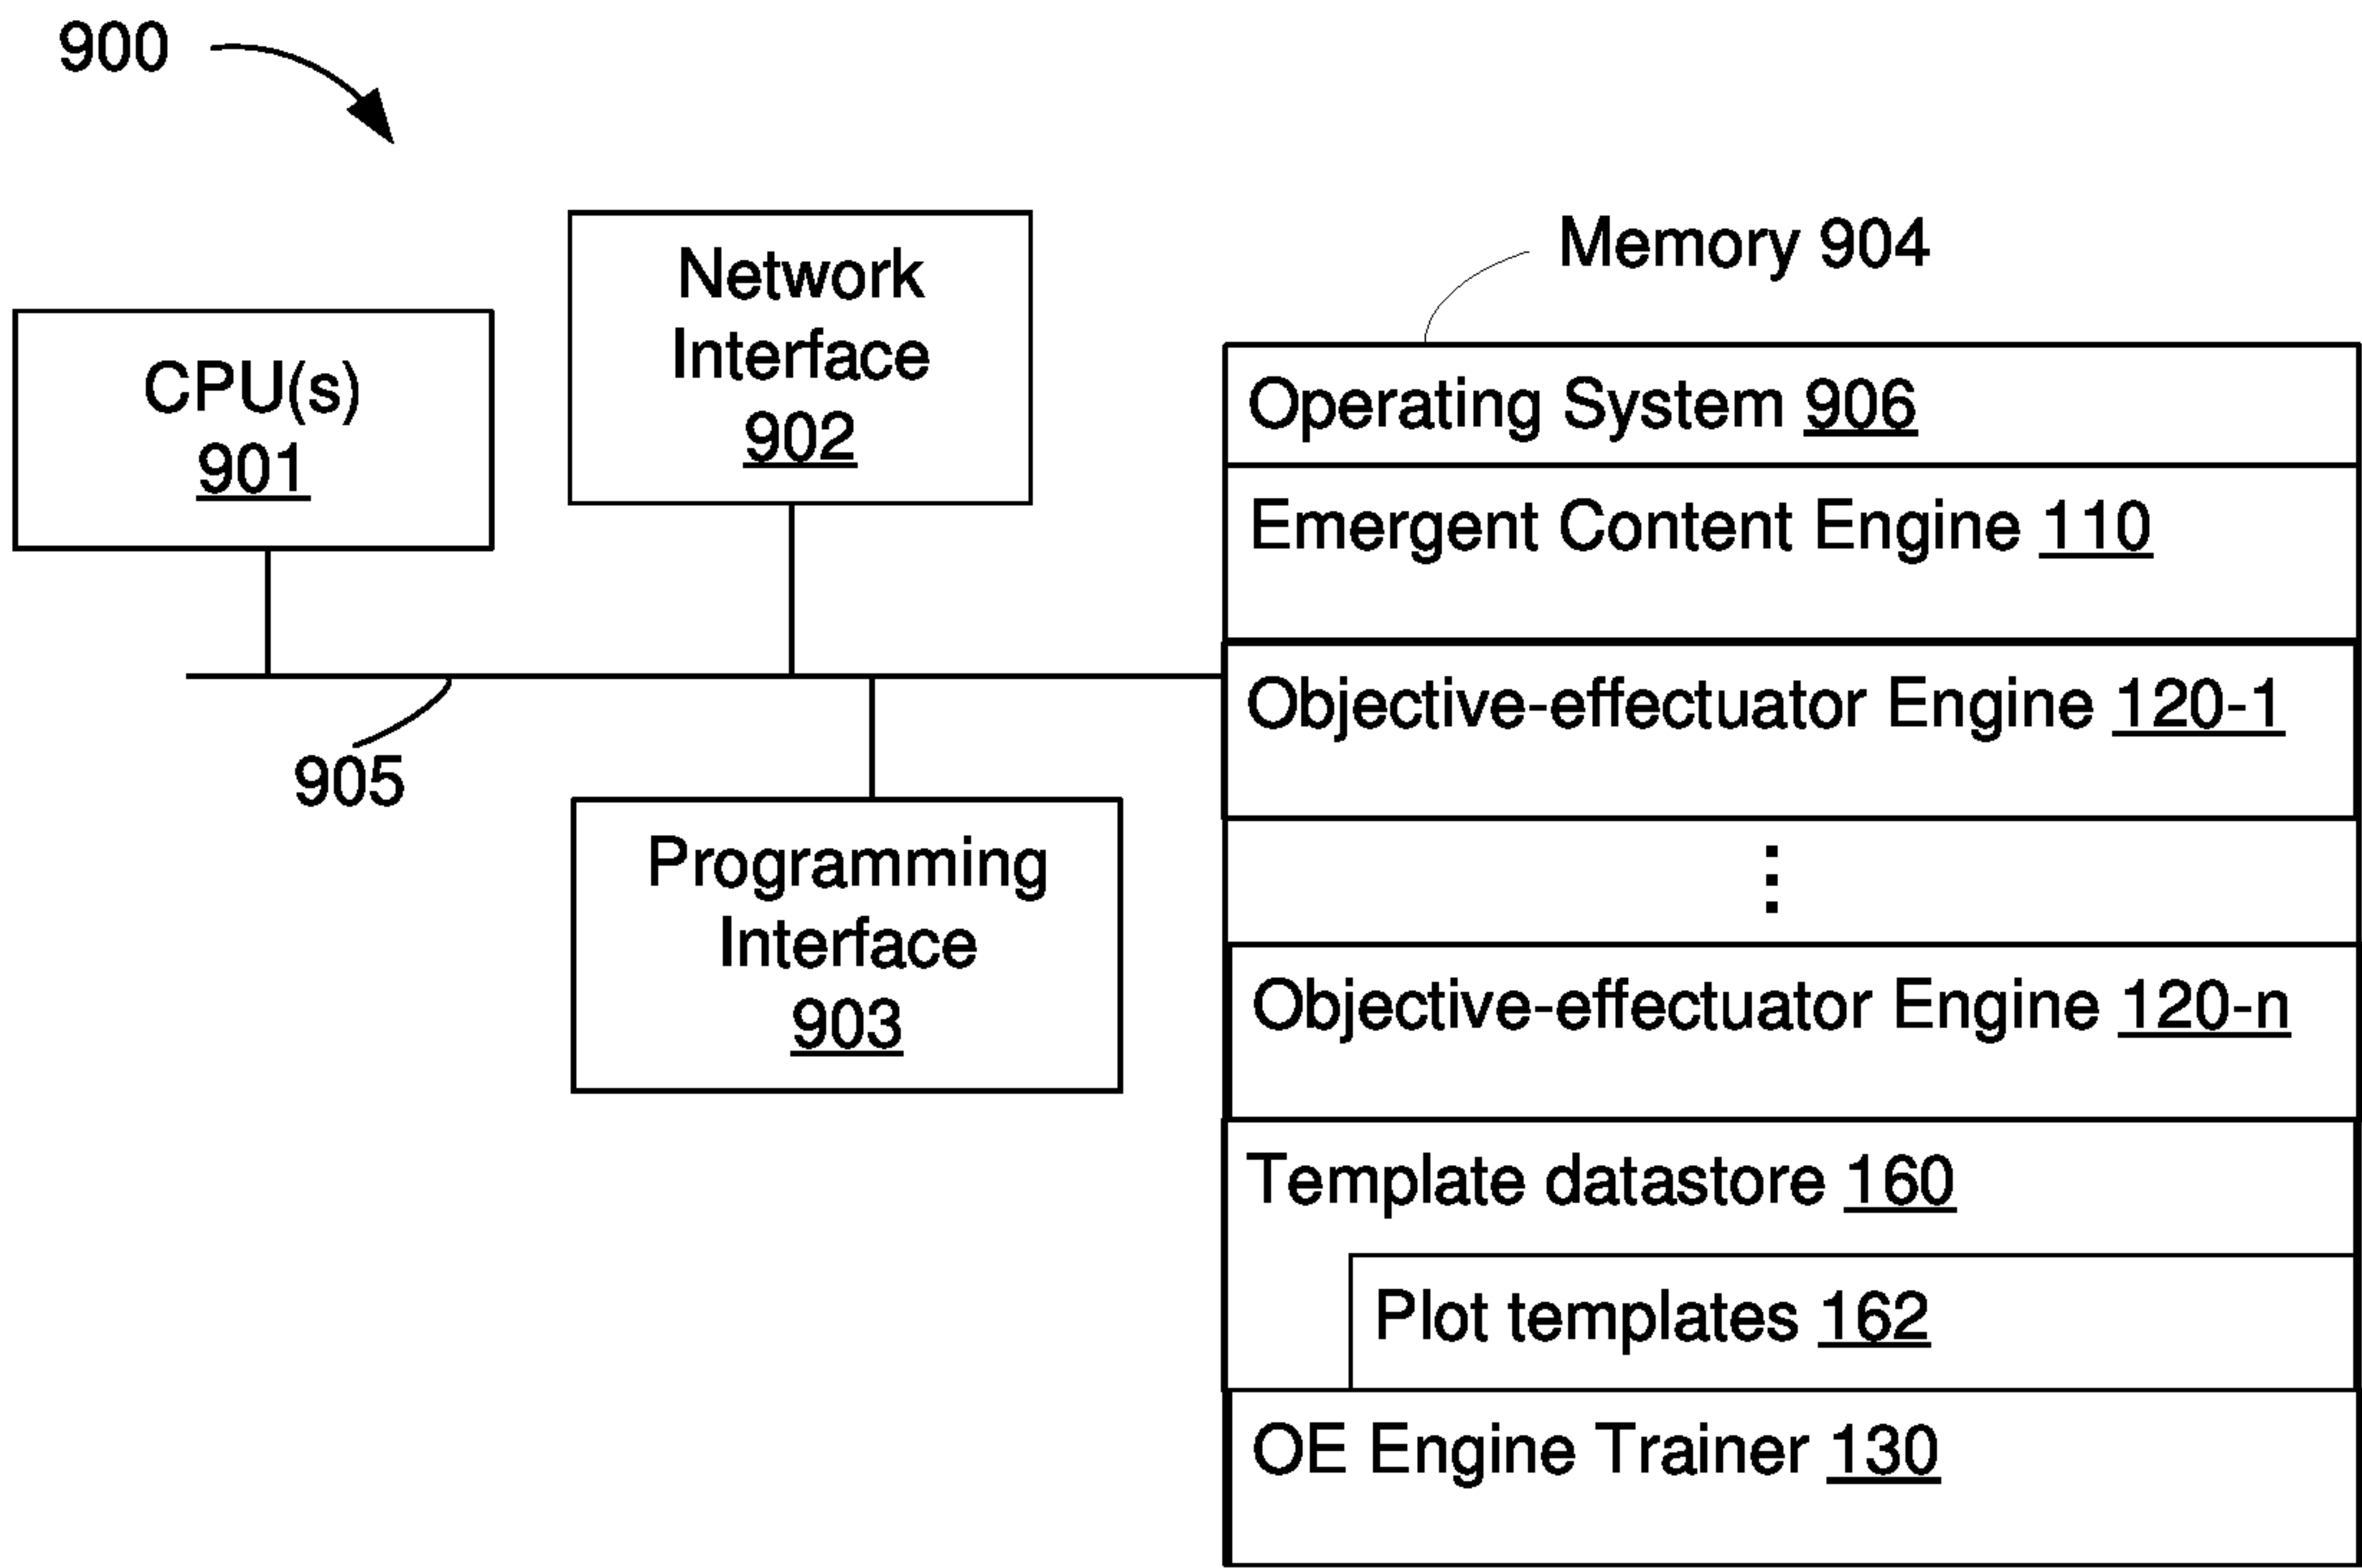 900
Network
Interface
902
Memory 904
CPU(s)
901
Operating System 906
Emergent Content Engine 110
Objective-effectuator Engine 120-1
905
Programming
Interface
903
⋮
Objective-effectuator Engine 120-n
Template datastore 160
Plot templates 162
OE Engine Trainer 130